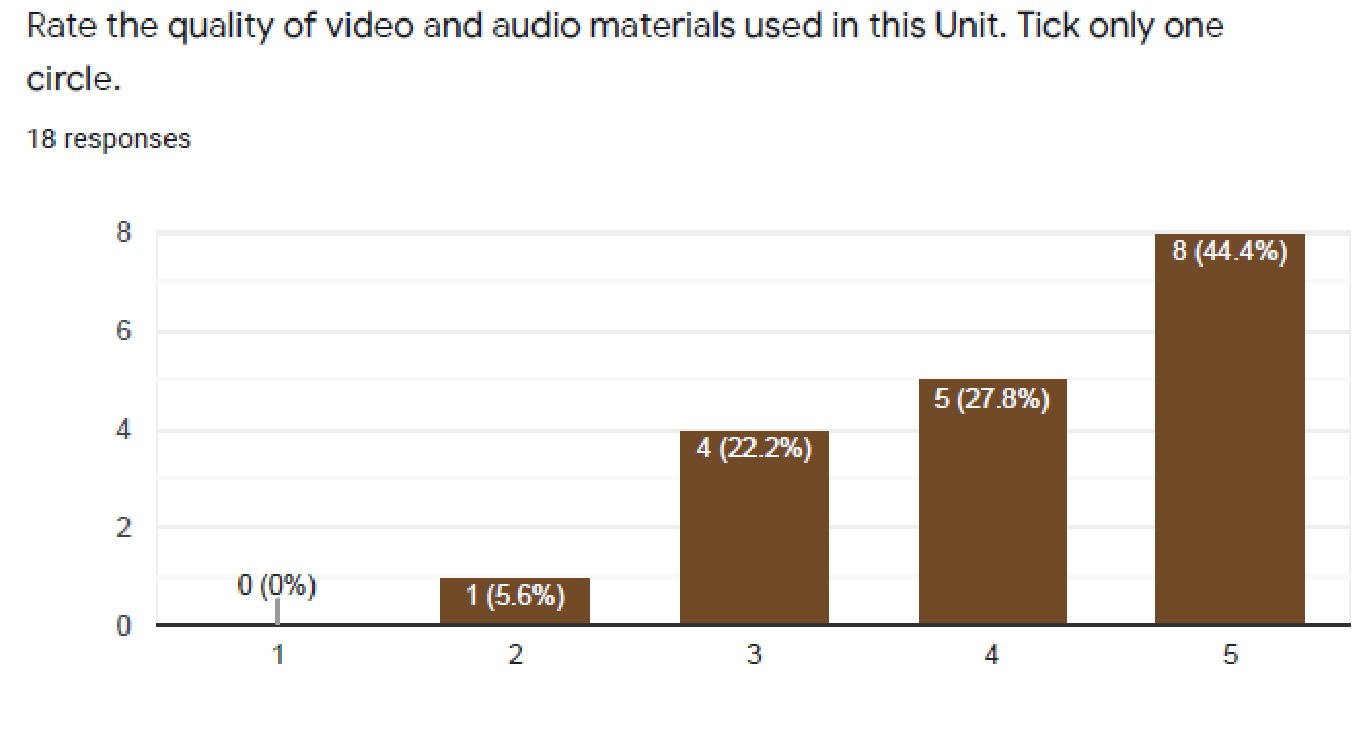 Rate the quality of video and audio materials used in this Unit. Tick only one
circle.
18 responses
8
8 (44.4%)
6
5 (27.8%)
4
4 (22.2%)
2
0 (0%)
1 (5.6%)
0
1 2 3 4 5